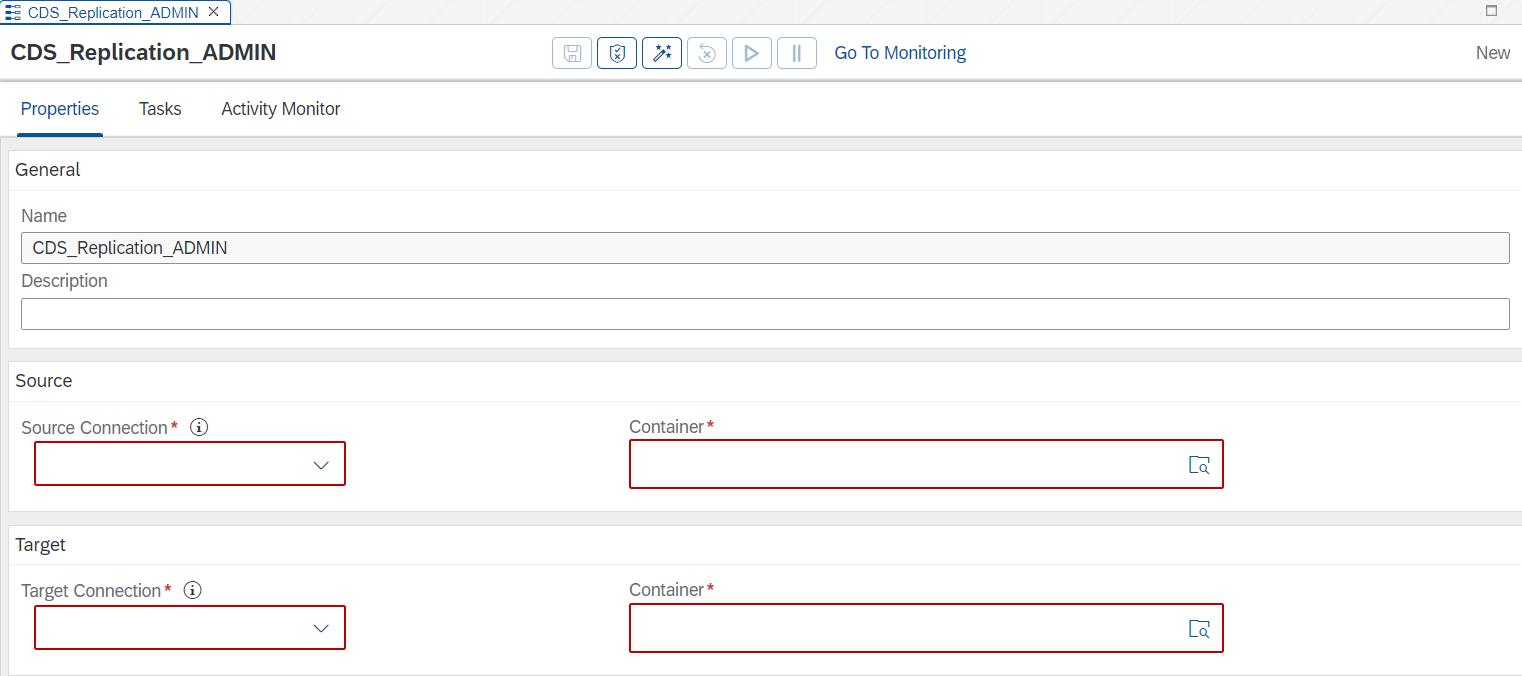 CDS_Replication_ADMIN
CDS_Replication_ADMIN Go To Monitoring New
Properties Tasks Activity Monitor
General
Name
CDS_Replication_ADMIN
Description
Source
Source Connection* Container*
Target
Target Connection* Container*